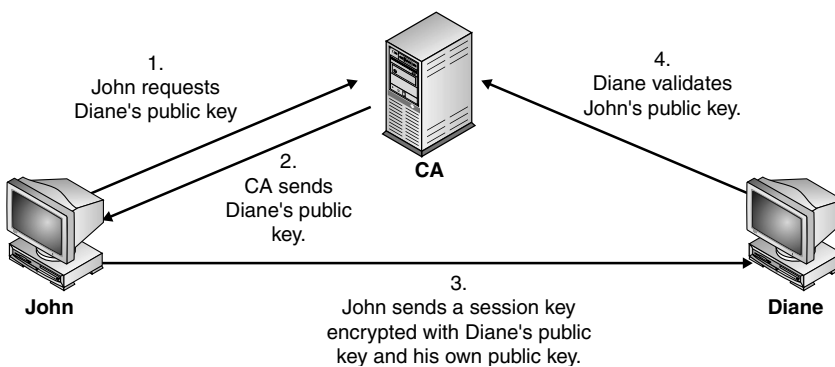 1.
John requests
Diane's public key
2.
CA sends
Diane's public
key.
CA
4.
Diane validates
John's public key.
John
3.
John sends a session key
encrypted with Diane's public
key and his own public key.
Diane